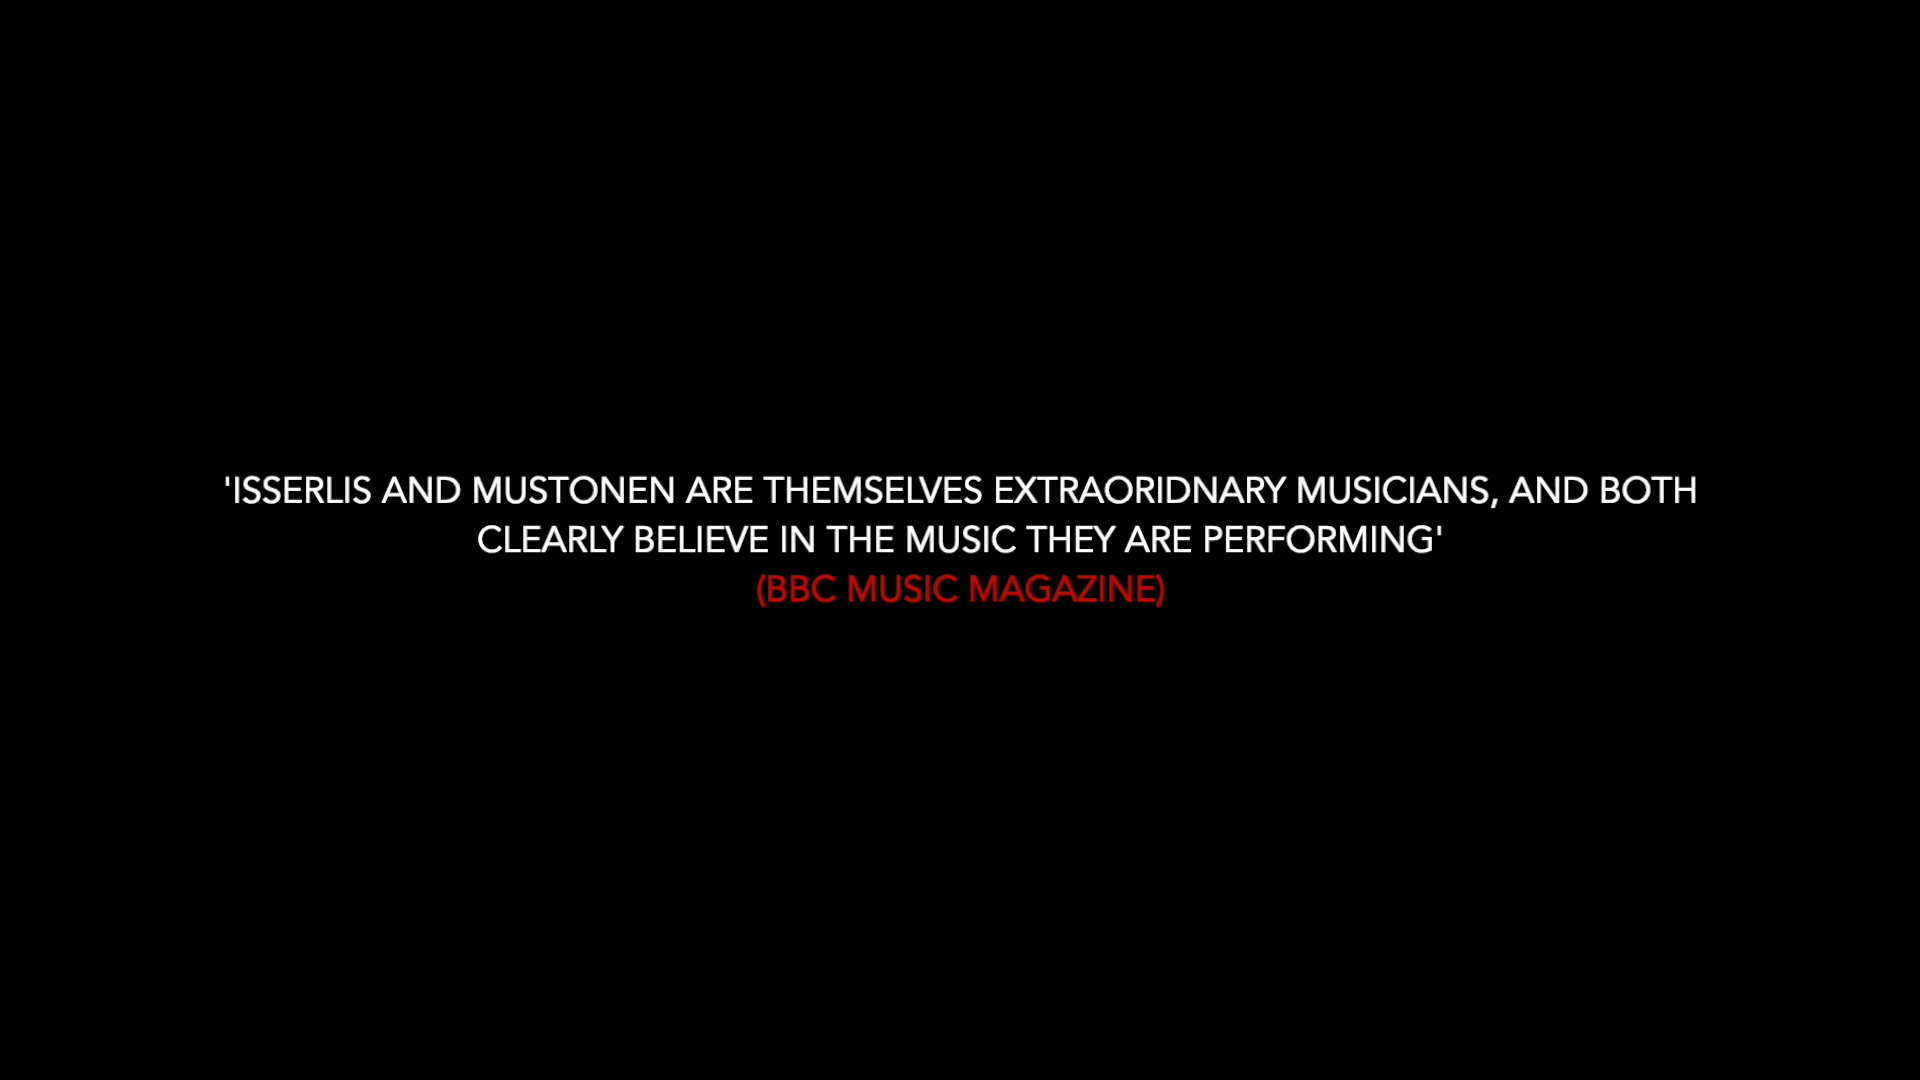 'ISSERLIS AND MUSTONEN ARE THEMSELVES EXTRAORIDNARY MUSICIANS, AND BOTH
CLEARLY BELIEVE IN THE MUSIC THEY ARE PERFORMING'
(BBC MUSIC MAGAZINE)